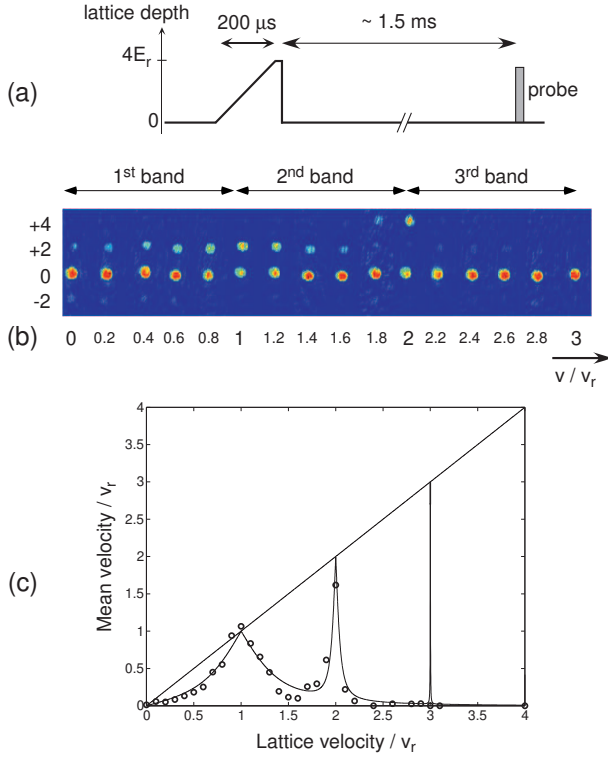 lattice depth
200 µs
~ 1.5 ms
4Eᵣ
(a)
probe
0
1ˢᵗ band
2ⁿᵈ band
3ʳᵈ band
+4
+2
0
-2
(b)
0 0.2 0.4 0.6 0.8 1 1.2 1.4 1.6 1.8 2 2.2 2.4 2.6 2.8 3
v / vᵣ
4
3.5
3
2.5
2
1.5
1
0.5
0
Mean velocity / vᵣ
(c)
0 0.5 1 1.5 2 2.5 3 3.5 4
Lattice velocity / vᵣ